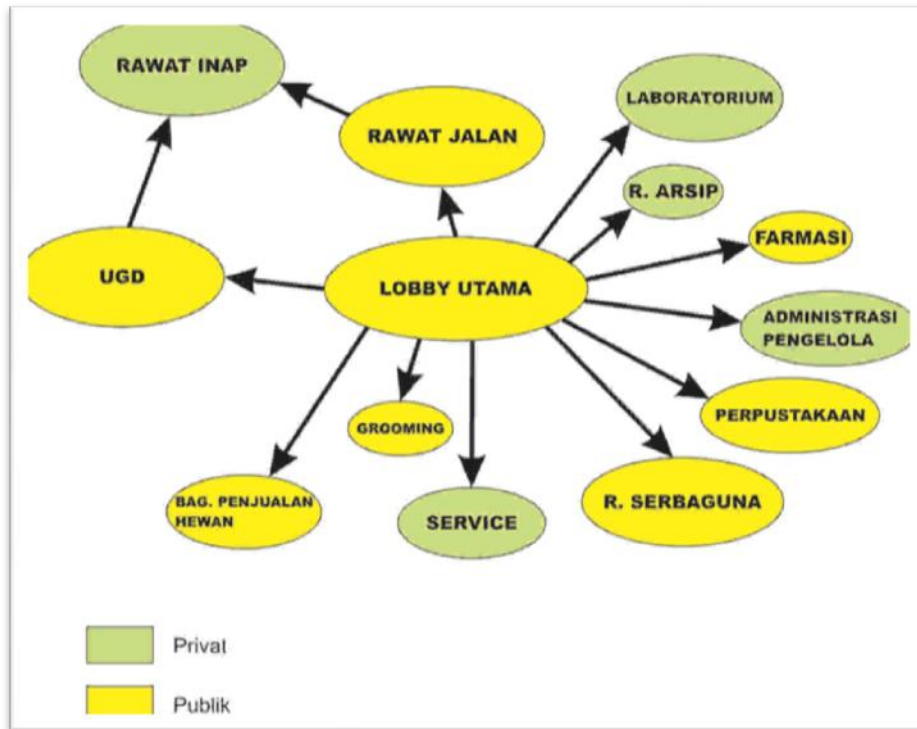 RAWAT INAP
LABORATORIUM
RAWAT JALAN
R. ARSIP
FARMASI
UGD
LOBBY UTAMA
ADMINISTRASI
PENGELOLA
PERPUSTAKAAN
GROOMING
BAG. PENJUALAN
HEWAN
SERVICE
R. SERBAGUNA
Privat
Publik